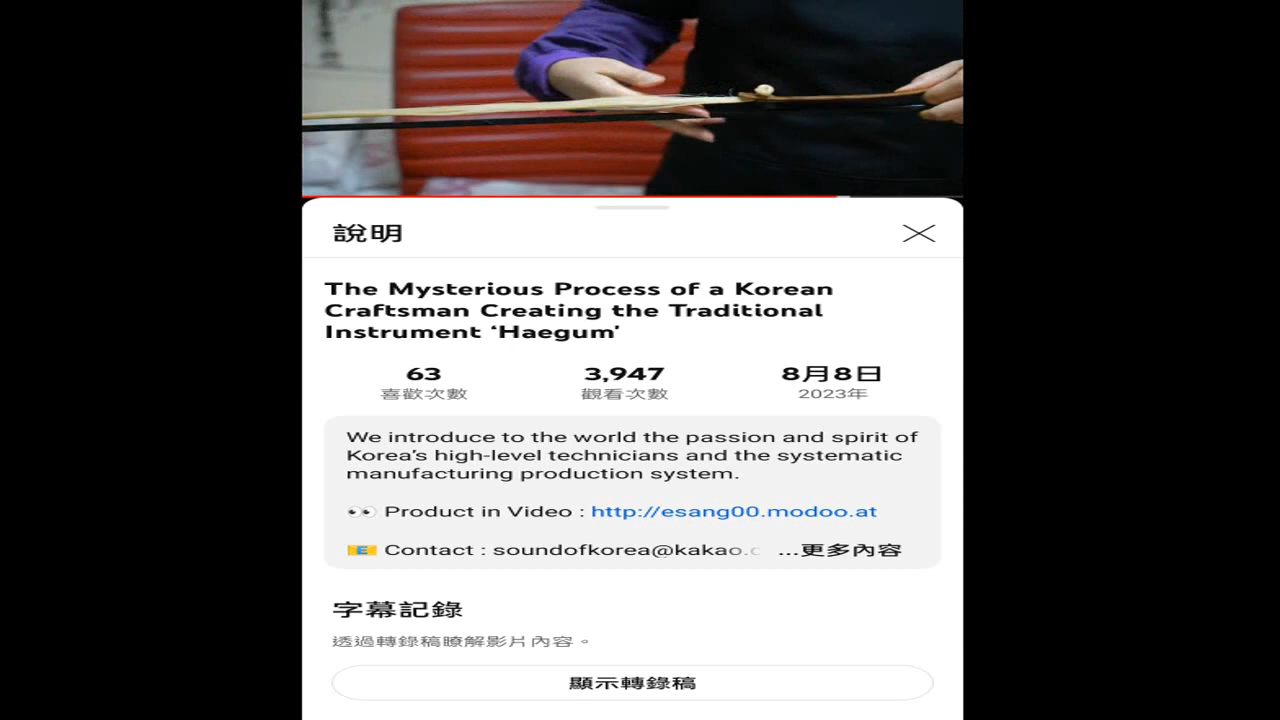 說明
The Mysterious Process of a Korean
Craftsman Creating the Traditional
Instrument ‘Haegum’
63 3,947 8月8日
喜歡次數 觀看次數 2023年
We introduce to the world the passion and spirit of
Korea's high-level technicians and the systematic
manufacturing production system.
👀 Product in Video : http://esang00.modoo.at
📧 Contact : soundofkorea@kakao.c ...更多內容
字幕記錄
透過轉錄稿瞭解影片內容。
顯示轉錄稿